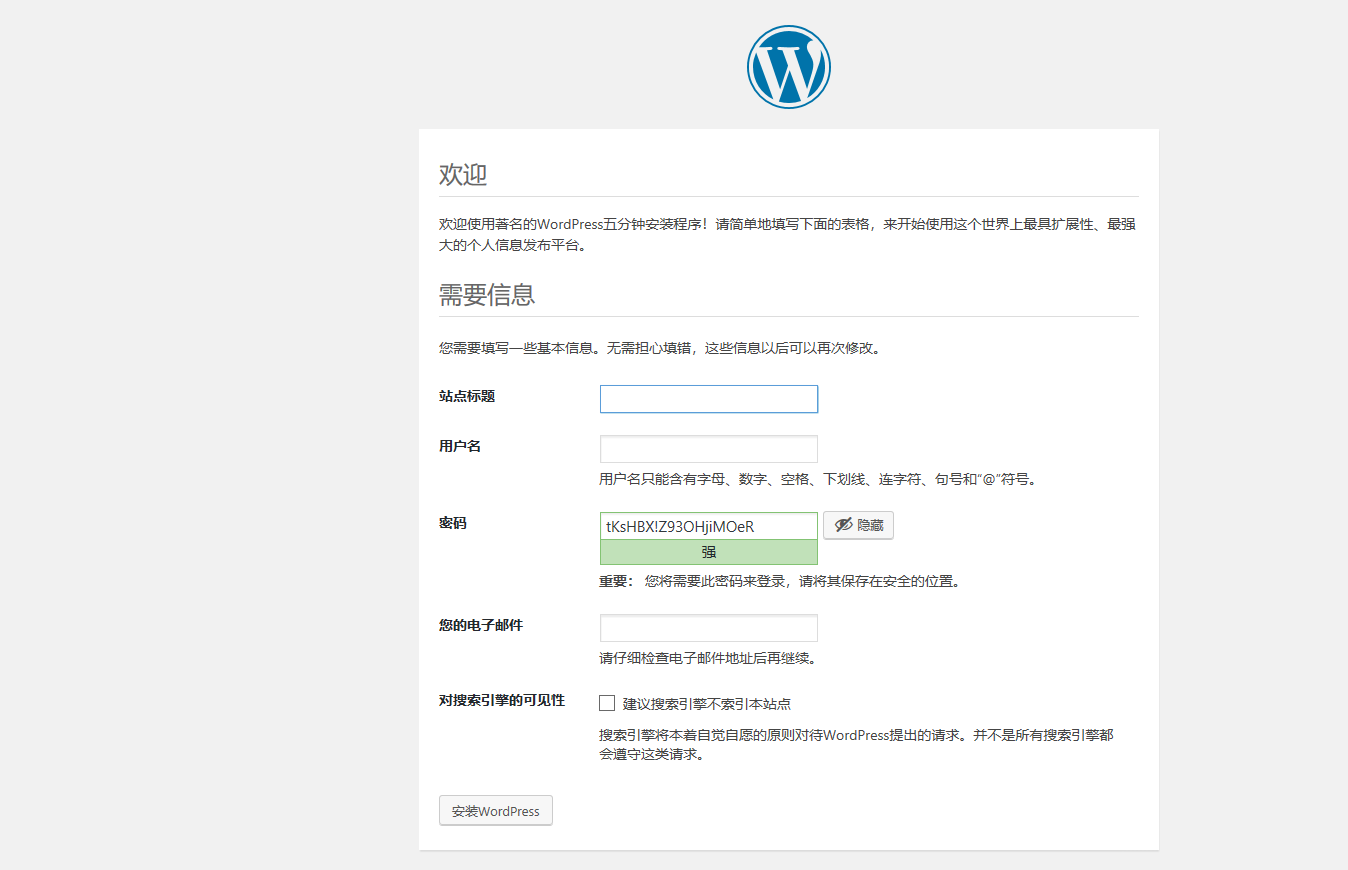 欢迎
欢迎使用著名的WordPress五分钟安装程序！请简单地填写下面的表格，来开始使用这个世界上最具扩展性、最强
大的个人信息发布平台。
需要信息
您需要填写一些基本信息。无需担心填错，这些信息以后可以再次修改。
站点标题
用户名
用户名只能含有字母、数字、空格、下划线、连字符、句号和“@”符号。
密码
tKsHBX!Z93OHjiMOeR
隐藏
强
重要： 您将需要此密码来登录，请将其保存在安全的位置。
您的电子邮件
请仔细检查电子邮件地址后再继续。
对搜索引擎的可见性
建议搜索引擎不索引本站点
搜索引擎将本着自觉自愿的原则对待WordPress提出的请求。并不是所有搜索引擎都
会遵守这类请求。
安装WordPress